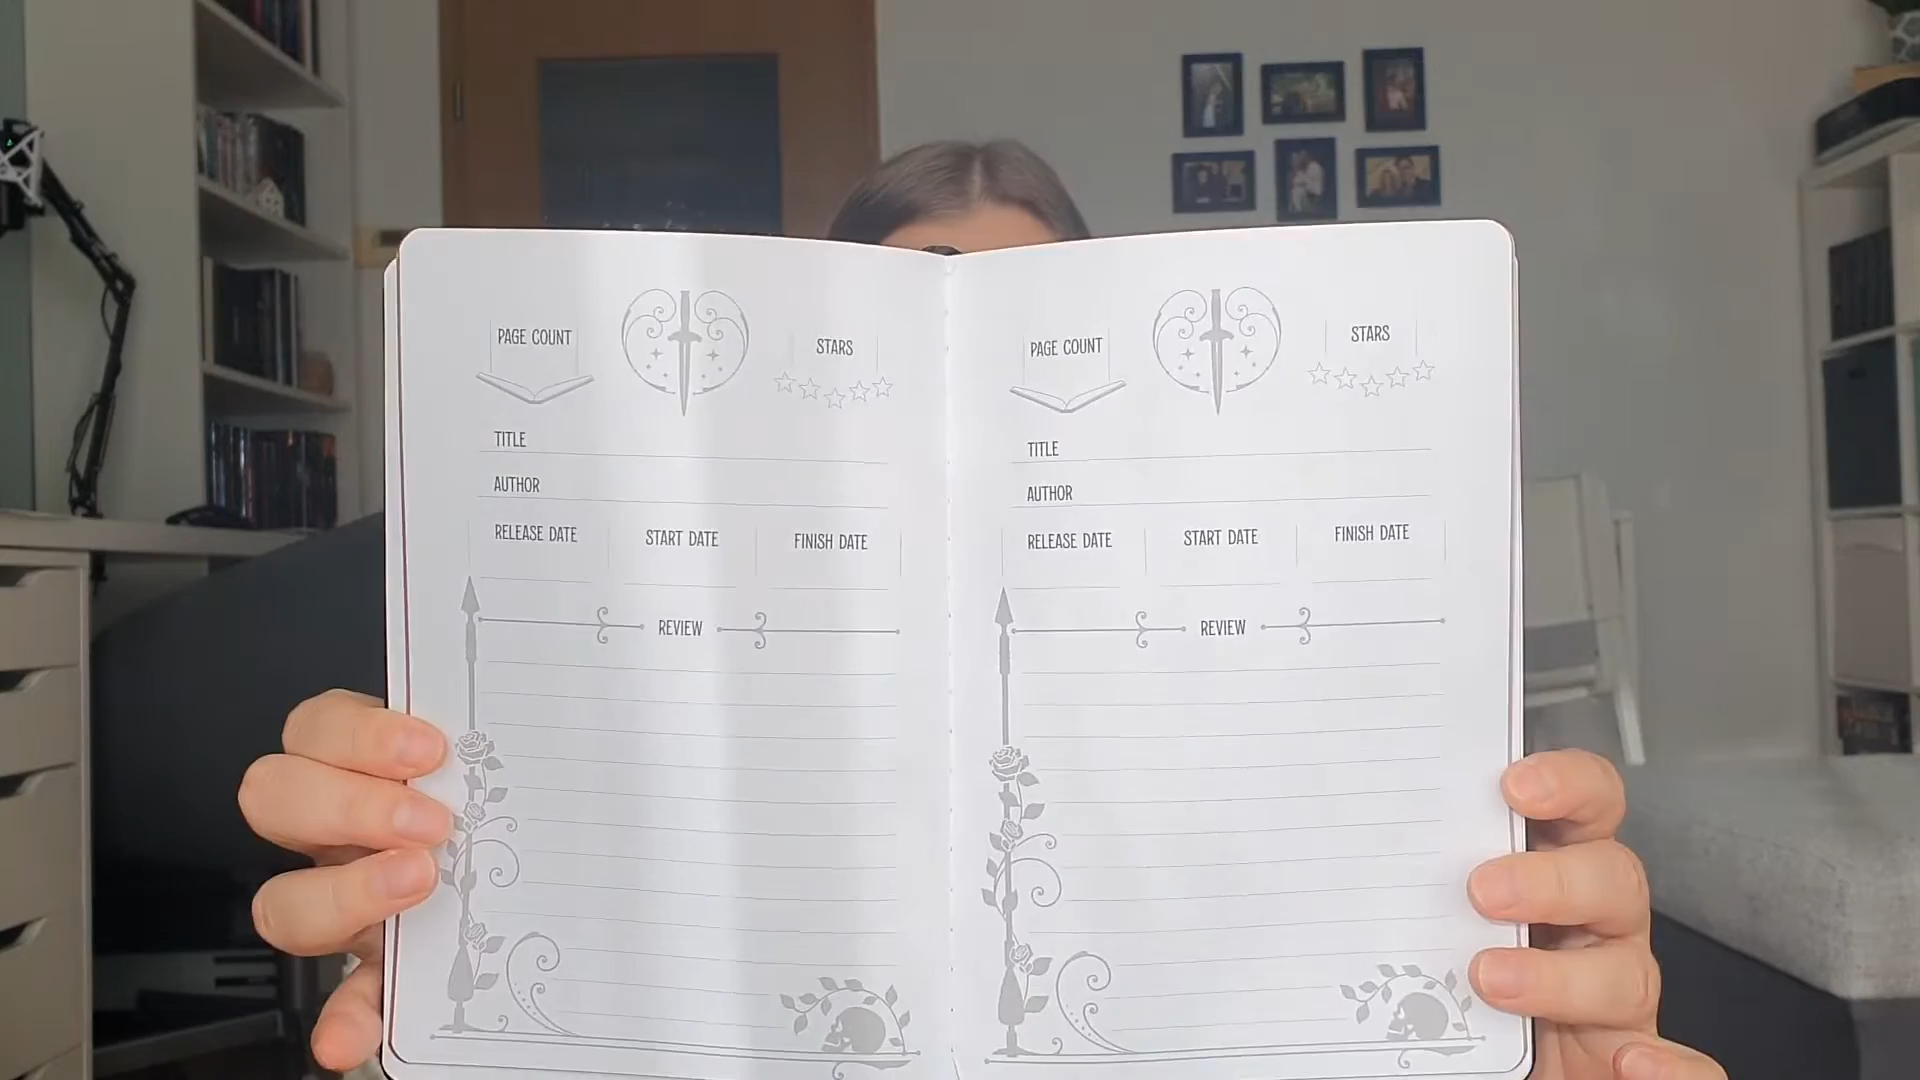 PAGE COUNT
STARS
TITLE
AUTHOR
RELEASE DATE
START DATE
FINISH DATE
REVIEW
PAGE COUNT
STARS
TITLE
AUTHOR
RELEASE DATE
START DATE
FINISH DATE
REVIEW